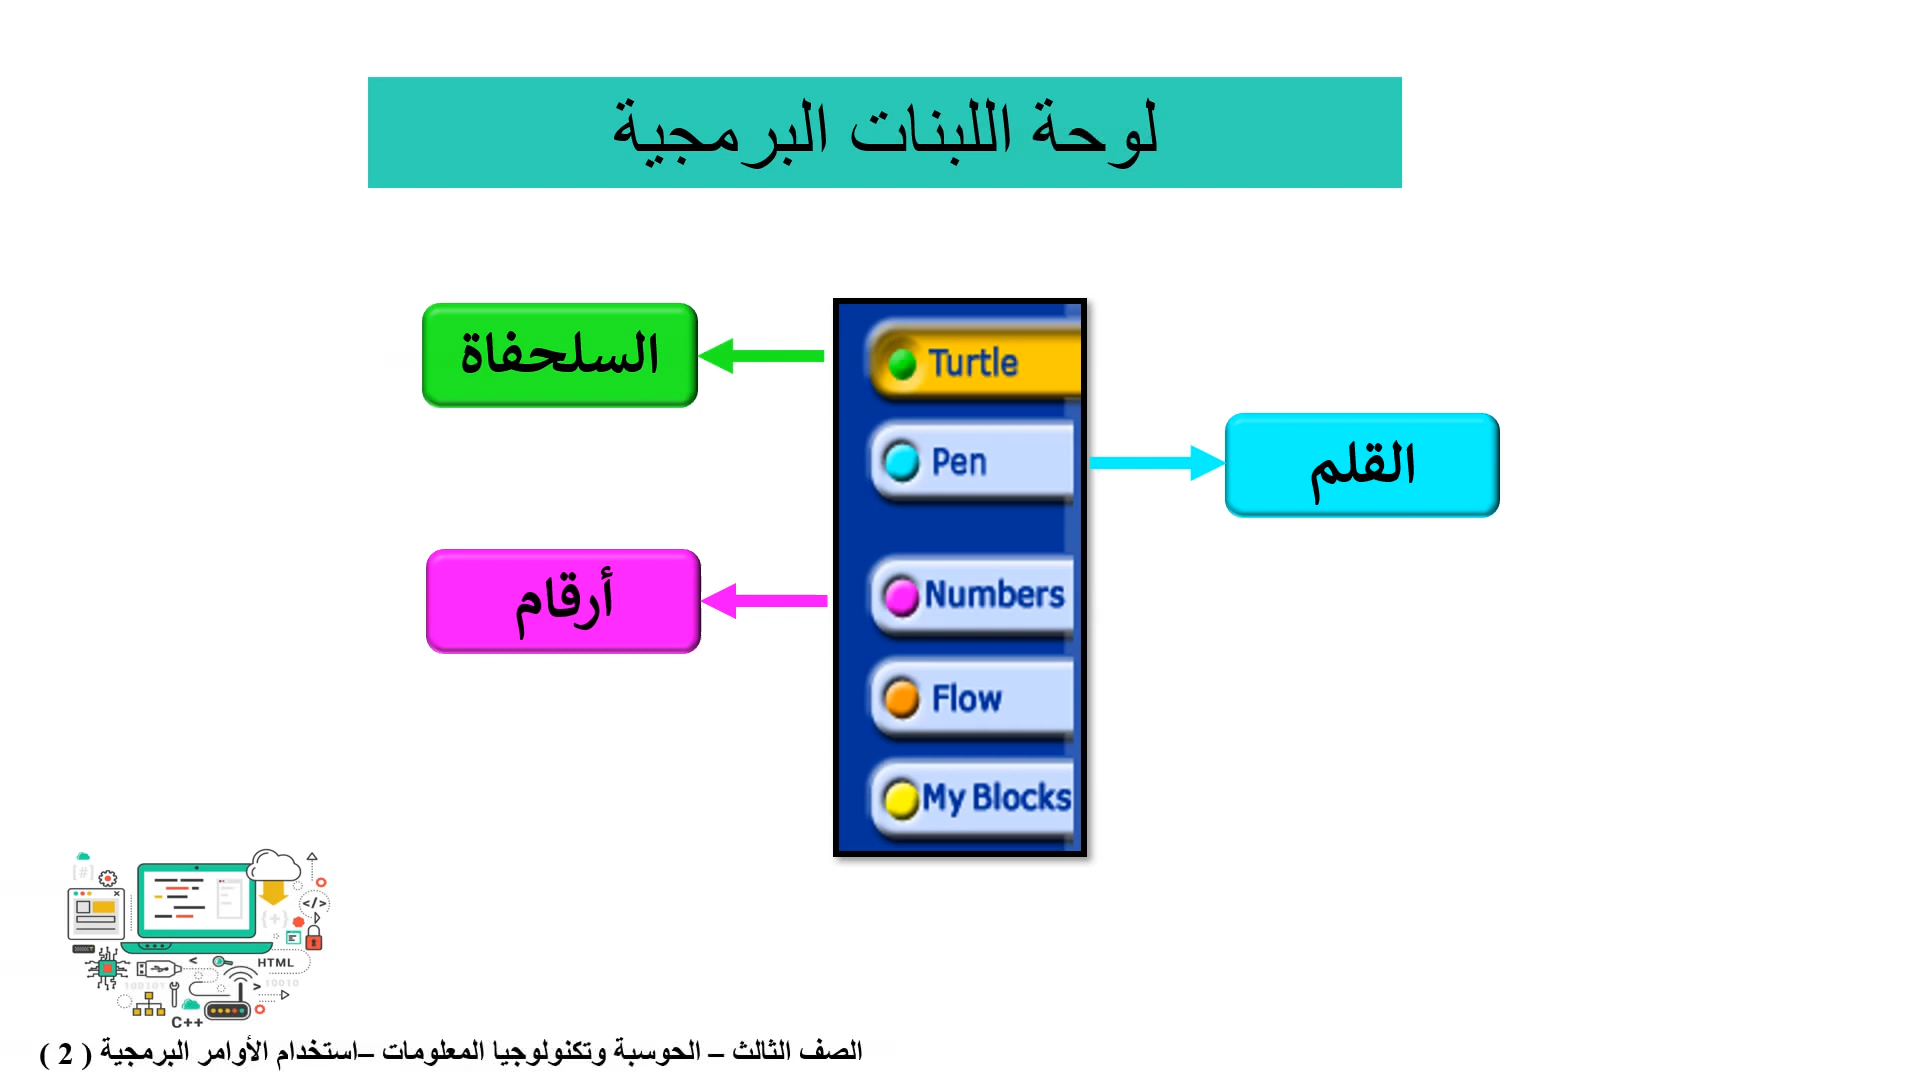 لوحة اللبنات البرمجية
السلحفاة
Turtle
Pen
القلم
أرقام
Numbers
Flow
My Blocks
[#]
</>
{+}
<
HTML
>
10010
C++
الصف الثالث – الحوسبة وتكنولوجيا المعلومات –استخدام الأوامر البرمجية ( 2 )